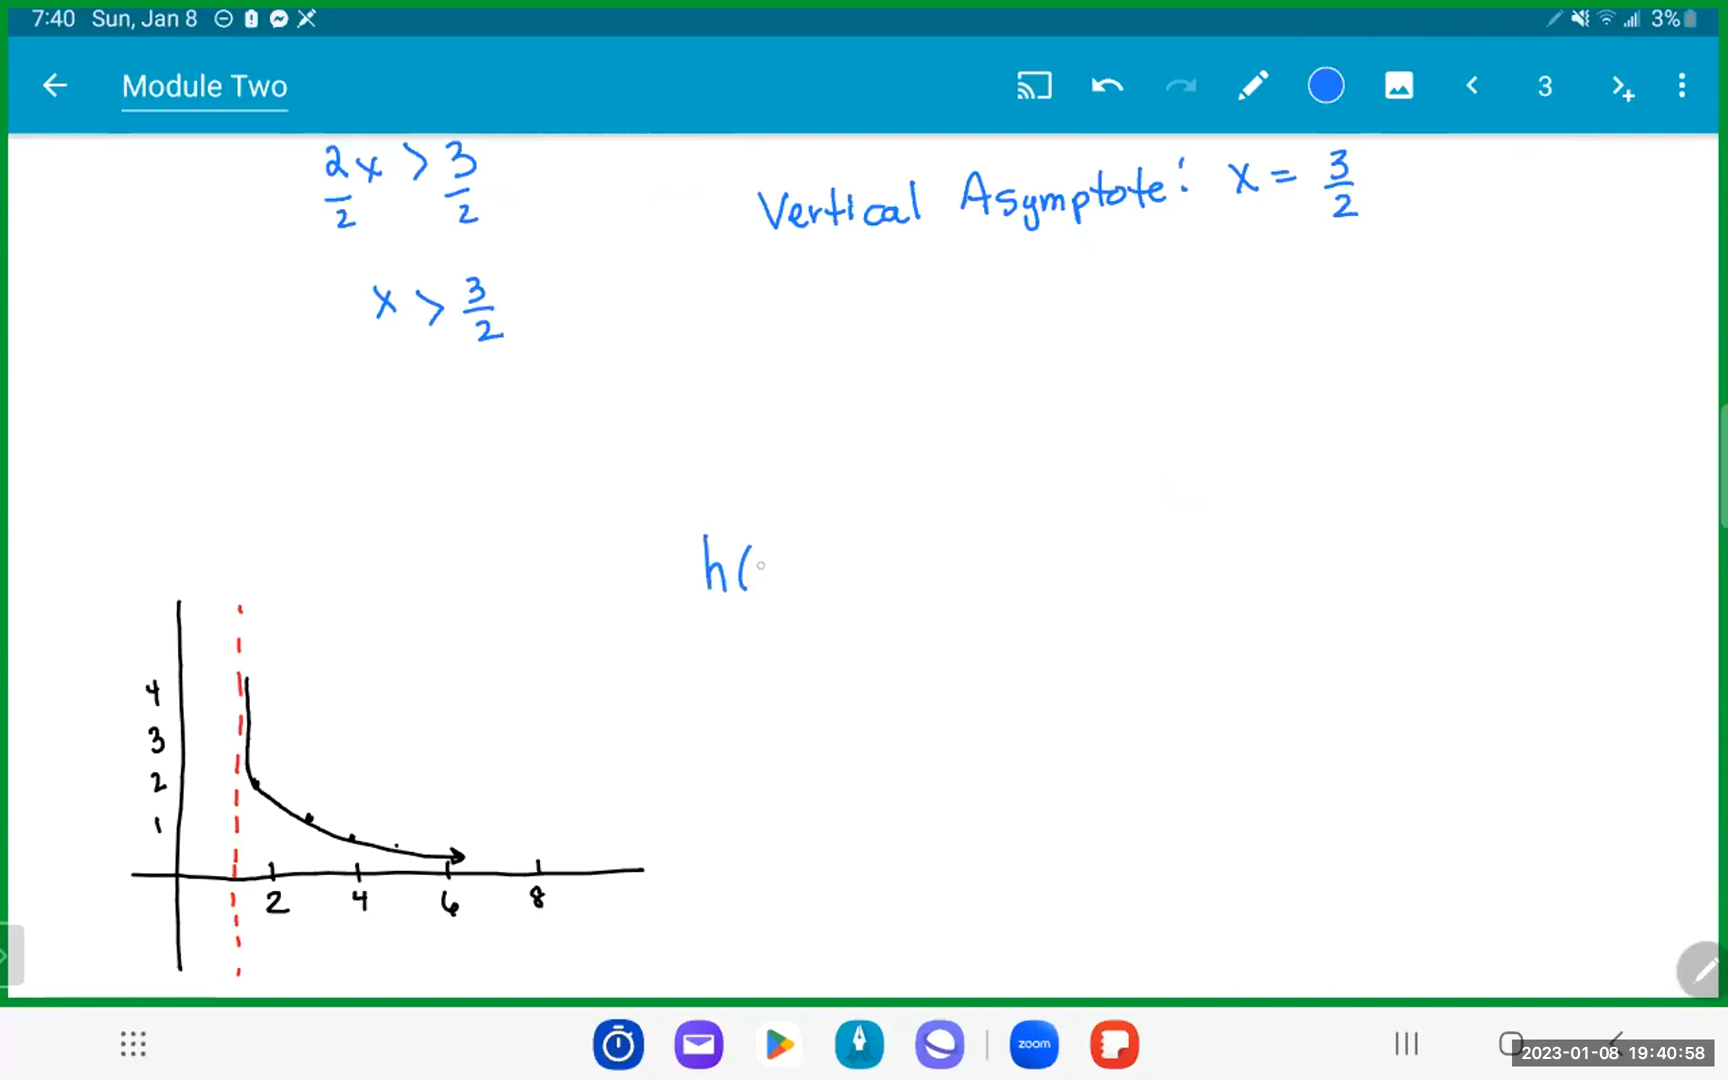 7:40 Sun, Jan 8 3%
Module Two 3
2x > 3
2 2
Vertical Asymptote: x = 3/2
x > 3/2
h(
4
3
2
1
2 4 6 8
zoom
2023-01-08 19:40:58